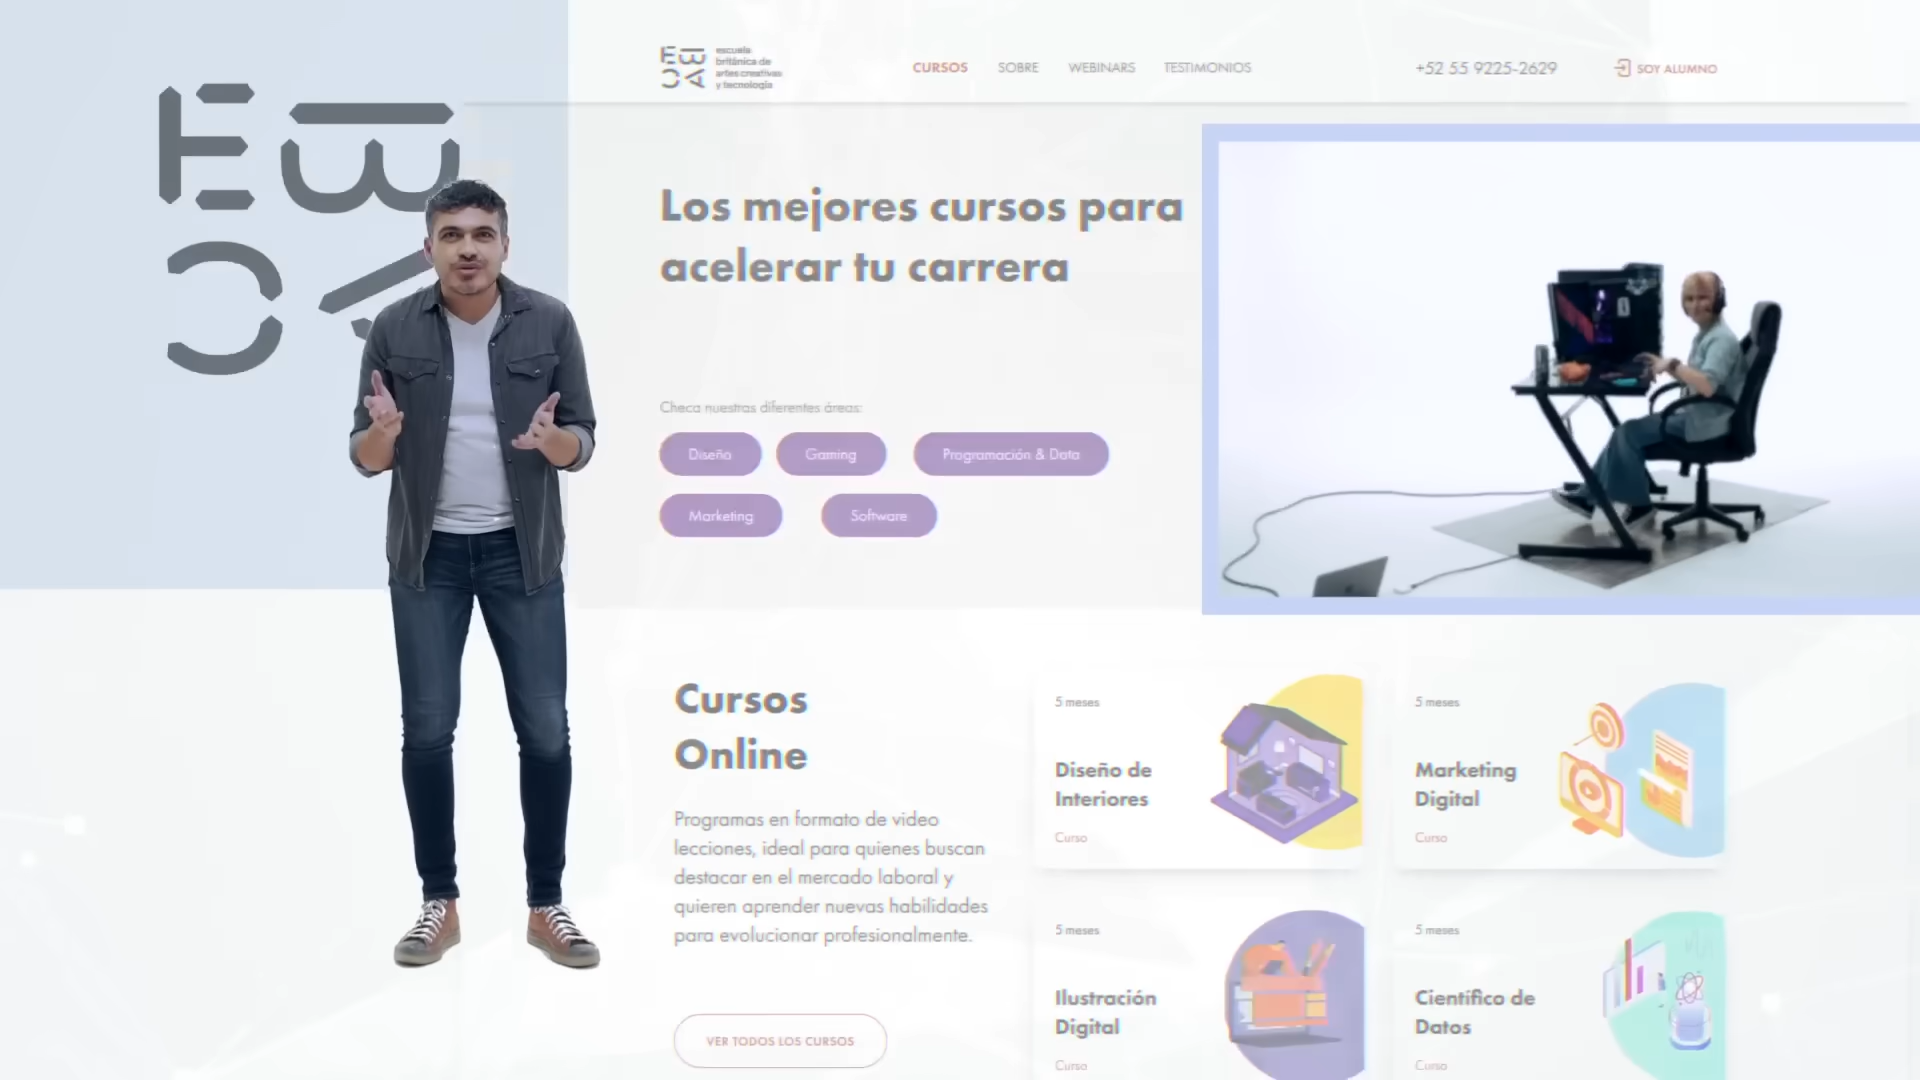 EB
CA
escuela
británica de
artes creativas
y tecnología
CURSOS SOBRE WEBINARS TESTIMONIOS
+52 55 9225-2629 SOY ALUMNO
Los mejores cursos para
acelerar tu carrera
Checa nuestras diferentes áreas:
Diseño Gaming Programación & Data
Marketing Software
Cursos
Online
Programas en formato de video
lecciones, ideal para quienes buscan
destacar en el mercado laboral y
quieren aprender nuevas habilidades
para evolucionar profesionalmente.
VER TODOS LOS CURSOS
5 meses
Diseño de
Interiores
Curso
5 meses
Marketing
Digital
Curso
5 meses
Ilustración
Digital
Curso
5 meses
Científico de
Datos
Curso